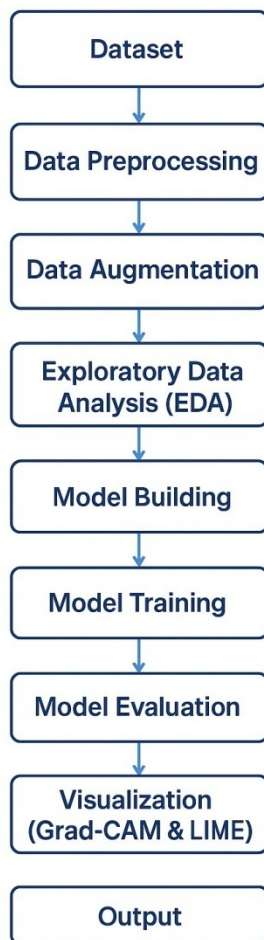 Dataset
Data Preprocessing
Data Augmentation
Exploratory Data
Analysis (EDA)
Model Building
Model Training
Model Evaluation
Visualization
(Grad-CAM & LIME)
Output